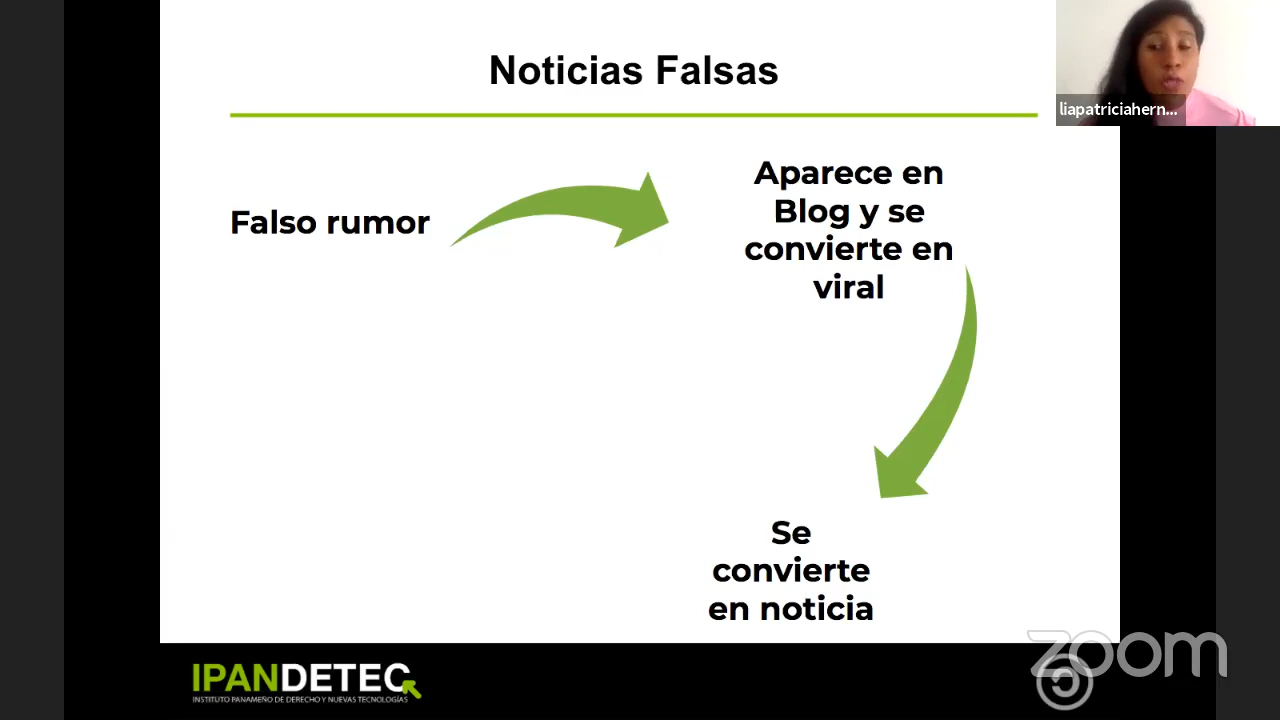 Noticias Falsas
liapatriciahern...
Falso rumor
Aparece en
Blog y se
convierte en
viral
Se
convierte
en noticia
IPANDETEC
INSTITUTO PANAMEÑO DE DERECHO Y NUEVAS TECNOLOGÍAS
zoom